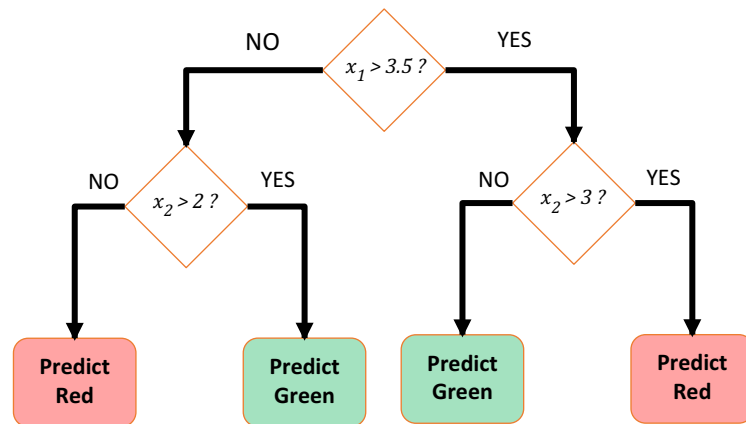 NO
YES
x₁ > 3.5 ?
NO
YES
NO
YES
x₂ > 2 ?
x₂ > 3 ?
Predict
Red
Predict
Green
Predict
Green
Predict
Red